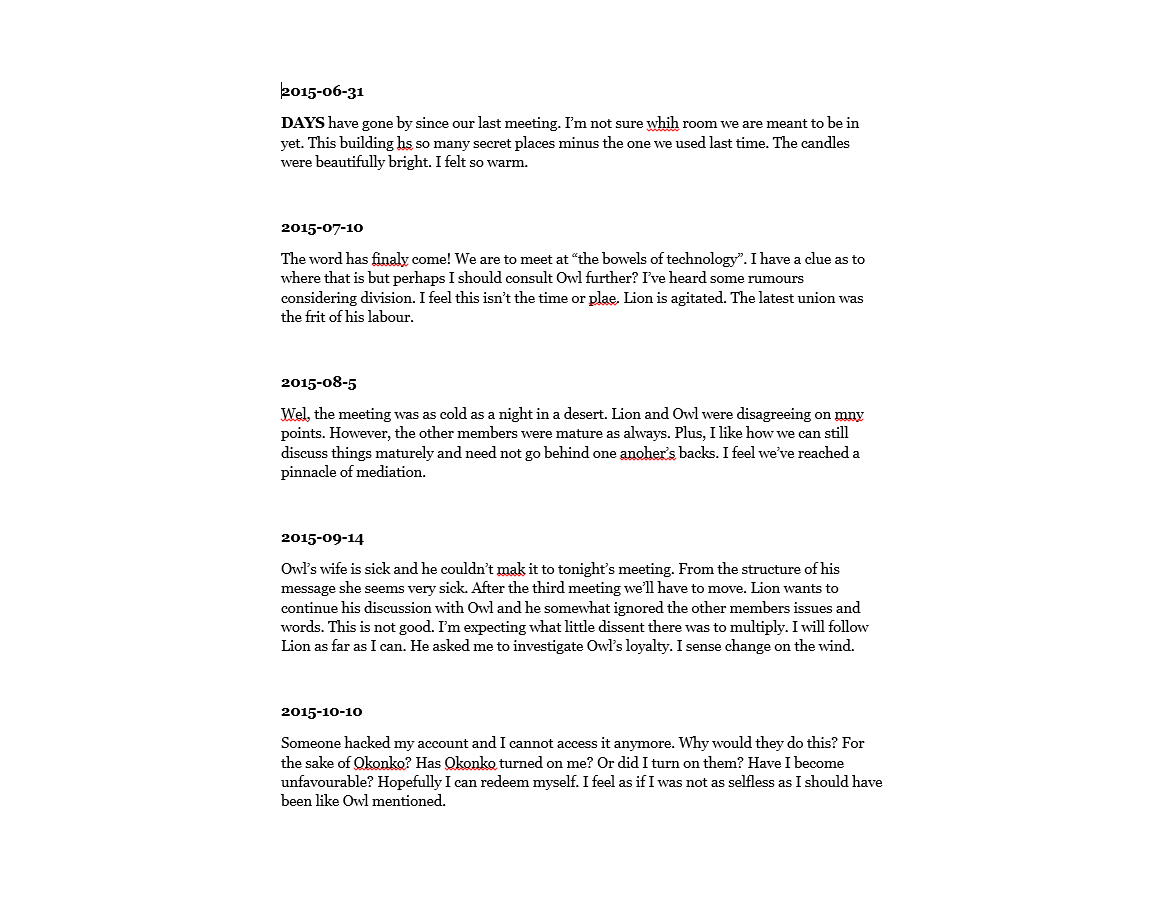 2015-06-31
DAYS have gone by since our last meeting. I’m not sure whih room we are meant to be in
yet. This building hs so many secret places minus the one we used last time. The candles
were beautifully bright. I felt so warm.
2015-07-10
The word has finaly come! We are to meet at “the bowels of technology”. I have a clue as to
where that is but perhaps I should consult Owl further? I’ve heard some rumours
considering division. I feel this isn’t the time or plae. Lion is agitated. The latest union was
the frit of his labour.
2015-08-5
Wel, the meeting was as cold as a night in a desert. Lion and Owl were disagreeing on mny
points. However, the other members were mature as always. Plus, I like how we can still
discuss things maturely and need not go behind one anoher’s backs. I feel we’ve reached a
pinnacle of mediation.
2015-09-14
Owl’s wife is sick and he couldn’t mak it to tonight’s meeting. From the structure of his
message she seems very sick. After the third meeting we’ll have to move. Lion wants to
continue his discussion with Owl and he somewhat ignored the other members issues and
words. This is not good. I’m expecting what little dissent there was to multiply. I will follow
Lion as far as I can. He asked me to investigate Owl’s loyalty. I sense change on the wind.
2015-10-10
Someone hacked my account and I cannot access it anymore. Why would they do this? For
the sake of Okonko? Has Okonko turned on me? Or did I turn on them? Have I become
unfavourable? Hopefully I can redeem myself. I feel as if I was not as selfless as I should have
been like Owl mentioned.